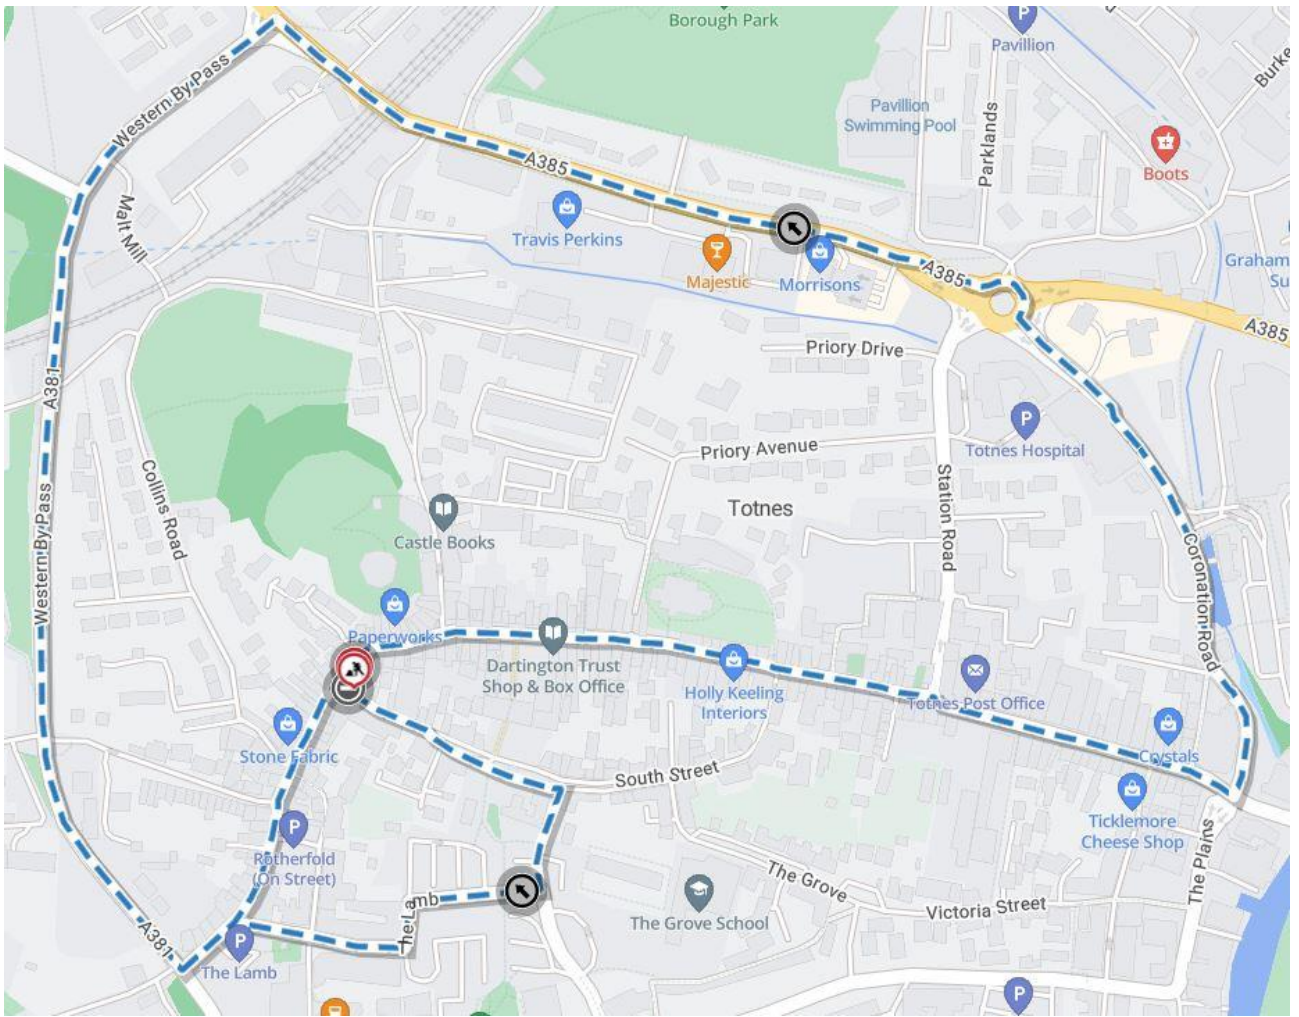 Borough Park
P
Pavillion
Burke
Western By Pass
Pavillion
Swimming Pool
Parklands
Boots
A385
Malt Mill
Travis Perkins
Majestic
Morrisons
A385
Graham
Su
A385
Priory Drive
A381
Priory Avenue
P
Totnes Hospital
Collins Road
Station Road
Totnes
Castle Books
Western By Pass
Coronation Road
Paperworks
Dartington Trust
Shop & Box Office
Holly Keeling
Interiors
Totnes Post Office
Stone Fabric
South Street
Crystals
P
Rotherfold
(On Street)
Ticklemore
Cheese Shop
The Plains
The Grove
The Lamb
Victoria Street
The Grove School
A381
P
The Lamb
P